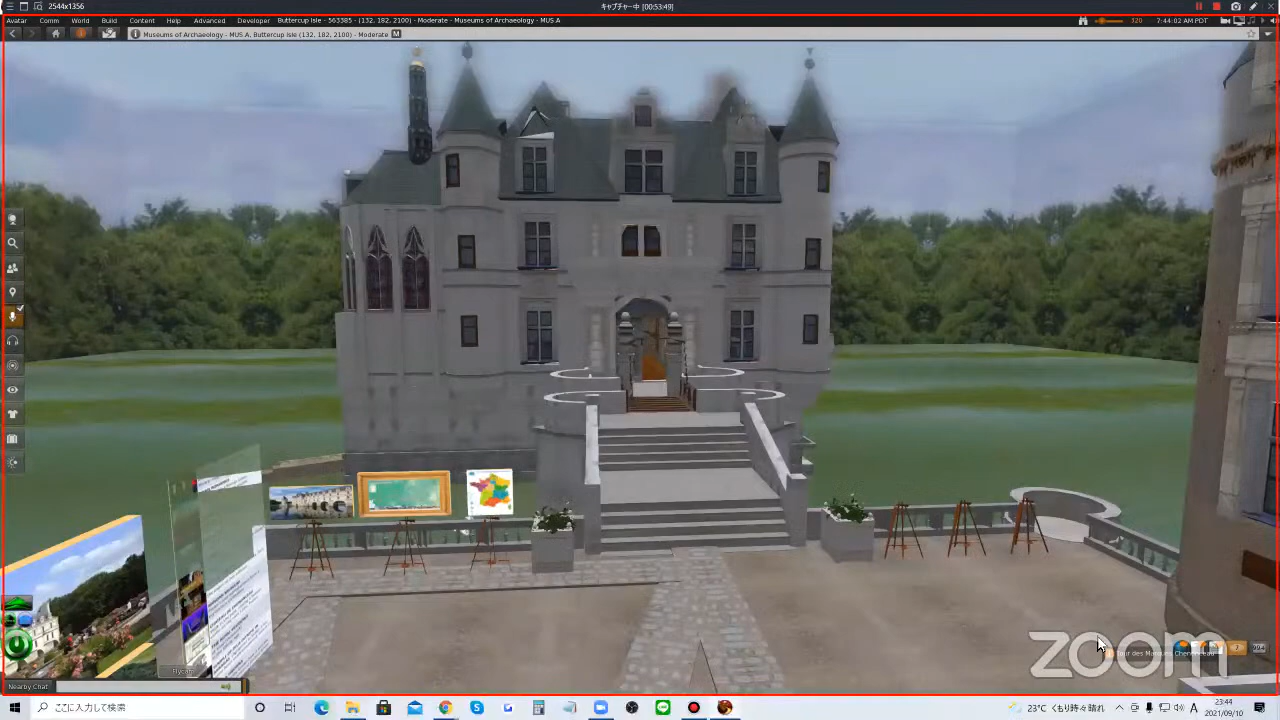 2544x1356
キャプチャー中 [00:53:49]
Avatar Comm World Build Content Help Advanced Developer Buttercup Isle - 563385 - (132, 182, 2100) - Moderate - Museums of Archaeology - MUS.A
320 7:44:02 AM PDT
Museums of Archaeology - MUS.A, Buttercup Isle (132, 182, 2100) - Moderate M
zoom
Flycam
Nearby Chat
ここに入力して検索
23°C くもり時々晴れ
A
23:44
2021/09/10